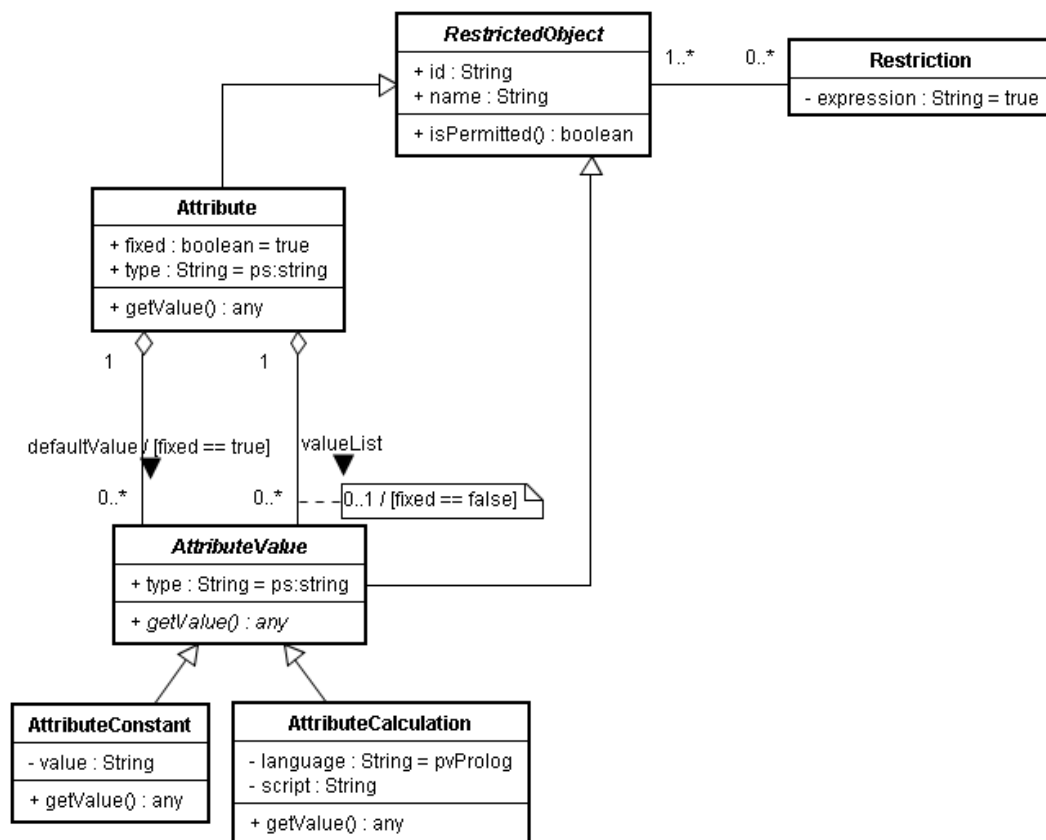 RestrictedObject
+ id : String
+ name : String
+ isPermitted() : boolean
1..*
0..*
Restriction
- expression : String = true
Attribute
+ fixed : boolean = true
+ type : String = ps:string
+ getValue() : any
1
1
defaultValue / [fixed == true]
valueList
0..*
0..*
0..1 / [fixed == false]
AttributeValue
+ type : String = ps:string
+ getValue() : any
AttributeConstant
- value : String
+ getValue() : any
AttributeCalculation
- language : String = pvProlog
- script : String
+ getValue() : any